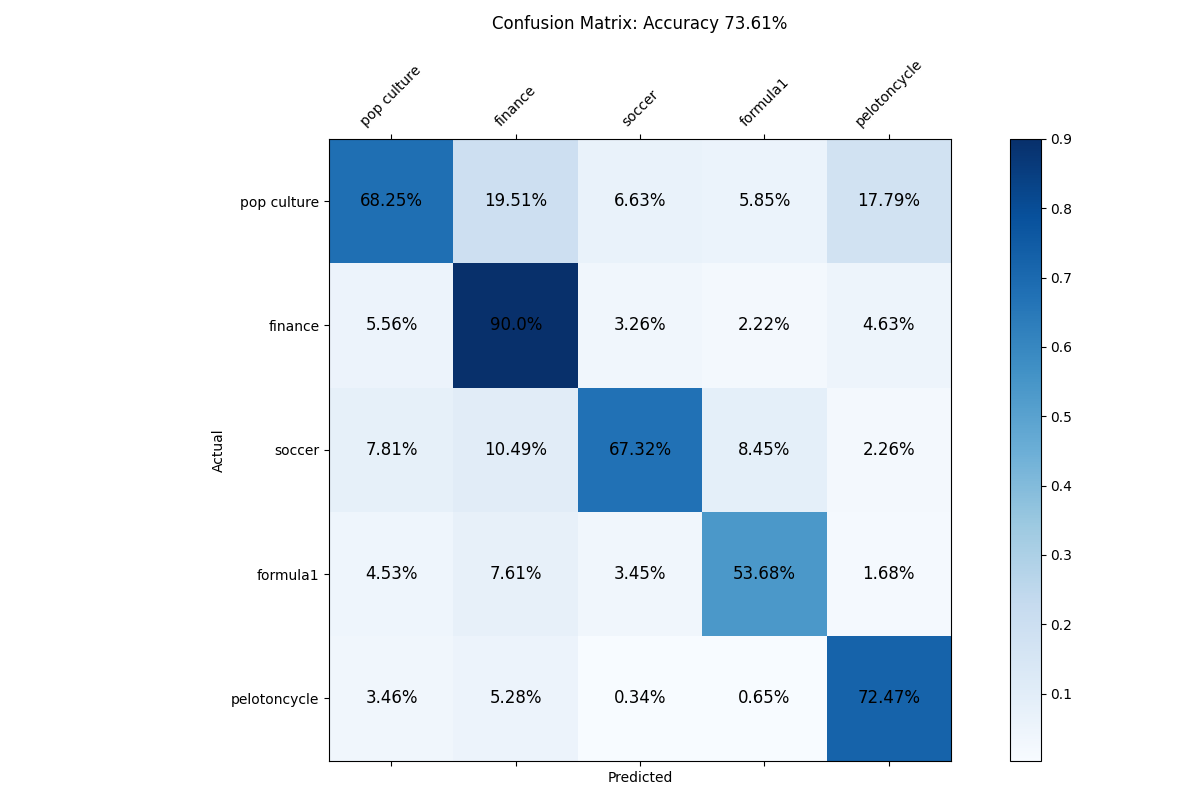 Confusion Matrix: Accuracy 73.61%
pop culture finance soccer formula1 pelotoncycle
pop culture 68.25% 19.51% 6.63% 5.85% 17.79%
finance 5.56% 90.0% 3.26% 2.22% 4.63%
soccer 7.81% 10.49% 67.32% 8.45% 2.26%
formula1 4.53% 7.61% 3.45% 53.68% 1.68%
pelotoncycle 3.46% 5.28% 0.34% 0.65% 72.47%
Actual
Predicted
0.9
0.8
0.7
0.6
0.5
0.4
0.3
0.2
0.1